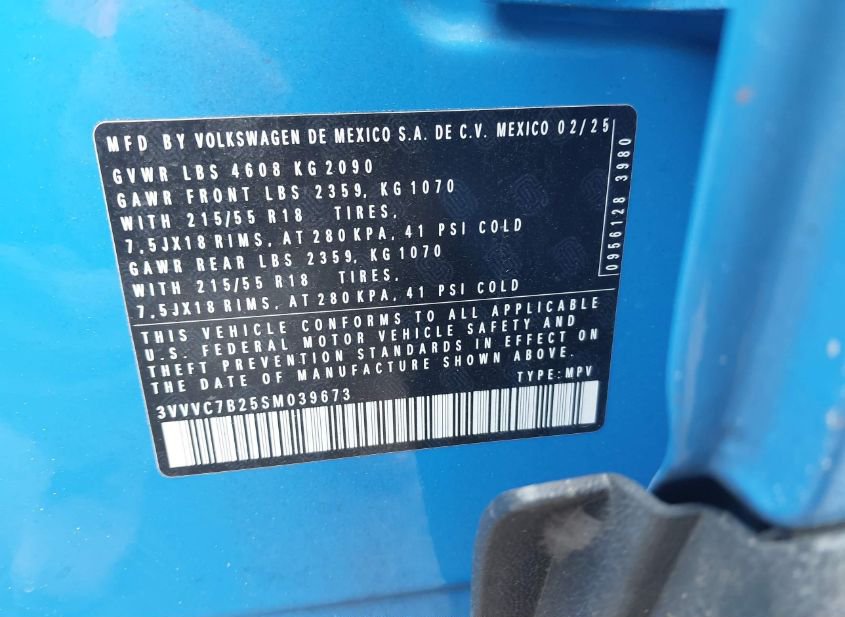 MFD BY VOLKSWAGEN DE MEXICO S.A. DE C.V. MEXICO 02/25
GVWR LBS 4608 KG 2090
GAWR FRONT LBS 2359, KG 1070
WITH 215/55 R18 TIRES,
7.5JX18 RIMS, AT 280 KPA, 41 PSI COLD
GAWR REAR LBS 2359, KG 1070
WITH 215/55 R18 TIRES,
7.5JX18 RIMS, AT 280 KPA, 41 PSI COLD
0956128 3980
THIS VEHICLE CONFORMS TO ALL APPLICABLE
U.S. FEDERAL MOTOR VEHICLE SAFETY AND
THEFT PREVENTION STANDARDS IN EFFECT ON
THE DATE OF MANUFACTURE SHOWN ABOVE.
TYPE: MPV
3VVVC7B25SM039673